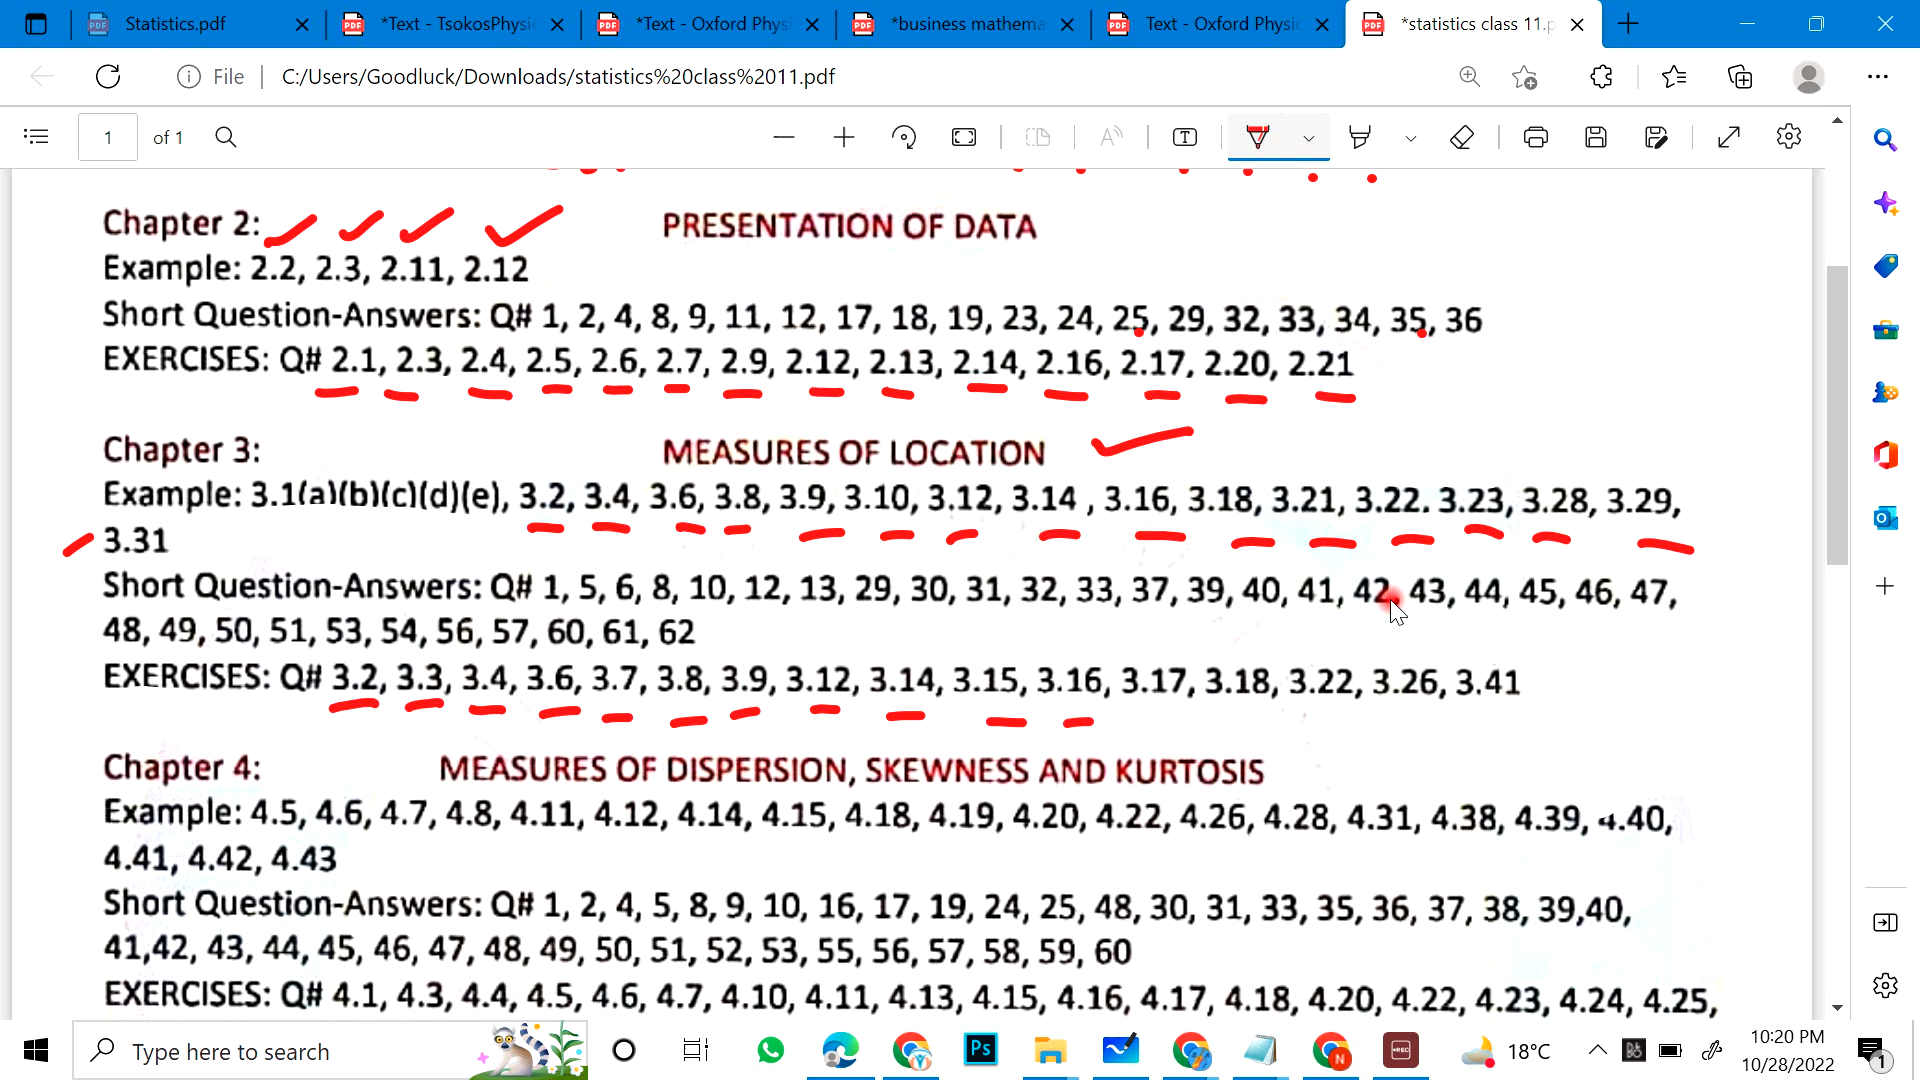 Statistics.pdf
*Text - TsokosPhysi
*Text - Oxford Physi
*business mathema
Text - Oxford Physic
*statistics class 11.p
File
C:/Users/Goodluck/Downloads/statistics%20class%2011.pdf
1 of 1
Chapter 2: PRESENTATION OF DATA
Example: 2.2, 2.3, 2.11, 2.12
Short Question-Answers: Q# 1, 2, 4, 8, 9, 11, 12, 17, 18, 19, 23, 24, 25, 29, 32, 33, 34, 35, 36
EXERCISES: Q# 2.1, 2.3, 2.4, 2.5, 2.6, 2.7, 2.9, 2.12, 2.13, 2.14, 2.16, 2.17, 2.20, 2.21
Chapter 3: MEASURES OF LOCATION
Example: 3.1(a)(b)(c)(d)(e), 3.2, 3.4, 3.6, 3.8, 3.9, 3.10, 3.12, 3.14 , 3.16, 3.18, 3.21, 3.22. 3.23, 3.28, 3.29,
3.31
Short Question-Answers: Q# 1, 5, 6, 8, 10, 12, 13, 29, 30, 31, 32, 33, 37, 39, 40, 41, 42, 43, 44, 45, 46, 47,
48, 49, 50, 51, 53, 54, 56, 57, 60, 61, 62
EXERCISES: Q# 3.2, 3.3, 3.4, 3.6, 3.7, 3.8, 3.9, 3.12, 3.14, 3.15, 3.16, 3.17, 3.18, 3.22, 3.26, 3.41
Chapter 4: MEASURES OF DISPERSION, SKEWNESS AND KURTOSIS
Example: 4.5, 4.6, 4.7, 4.8, 4.11, 4.12, 4.14, 4.15, 4.18, 4.19, 4.20, 4.22, 4.26, 4.28, 4.31, 4.38, 4.39, 4.40,
4.41, 4.42, 4.43
Short Question-Answers: Q# 1, 2, 4, 5, 8, 9, 10, 16, 17, 19, 24, 25, 48, 30, 31, 33, 35, 36, 37, 38, 39,40,
41,42, 43, 44, 45, 46, 47, 48, 49, 50, 51, 52, 53, 55, 56, 57, 58, 59, 60
EXERCISES: Q# 4.1, 4.3, 4.4, 4.5, 4.6, 4.7, 4.10, 4.11, 4.13, 4.15, 4.16, 4.17, 4.18, 4.20, 4.22, 4.23, 4.24, 4.25,
Type here to search
Ps
REC
N
18°C
10:20 PM
10/28/2022
1